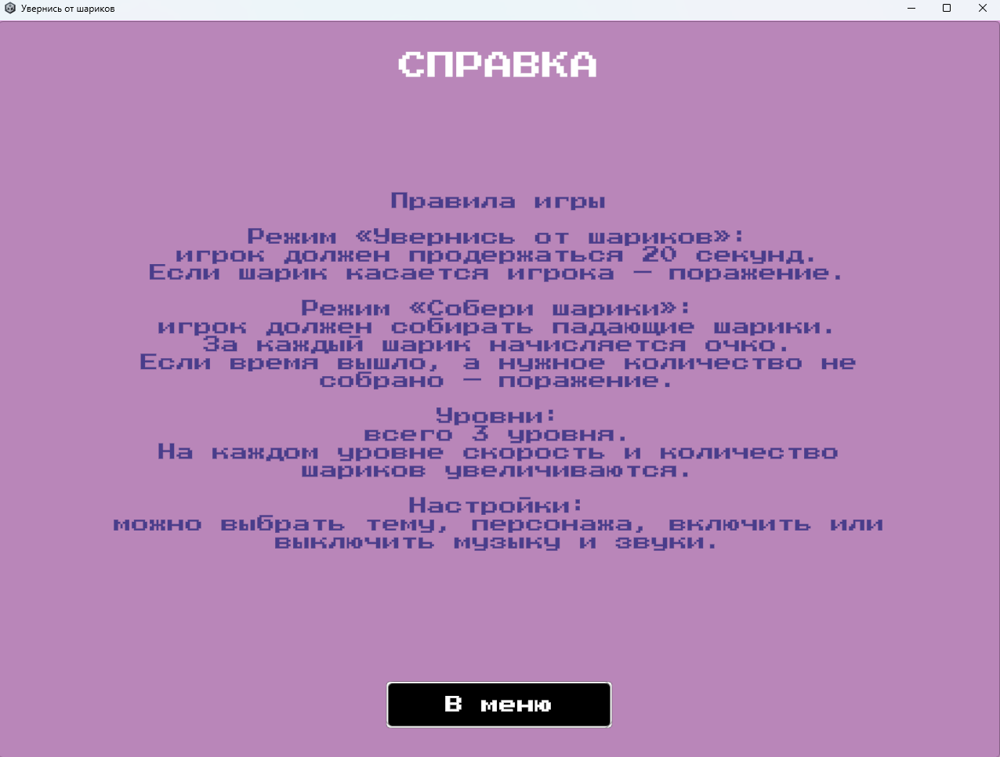 Увернись от шариков
СПРАВКА
Правила игры
Режим «Увернись от шариков»:
игрок должен продержаться 20 секунд.
Если шарик касается игрока — поражение.
Режим «Собери шарики»:
игрок должен собирать падающие шарики.
За каждый шарик начисляется очко.
Если время вышло, а нужное количество не
собрано — поражение.
Уровни:
всего 3 уровня.
На каждом уровне скорость и количество
шариков увеличиваются.
Настройки:
можно выбрать тему, персонажа, включить или
выключить музыку и звуки.
В меню